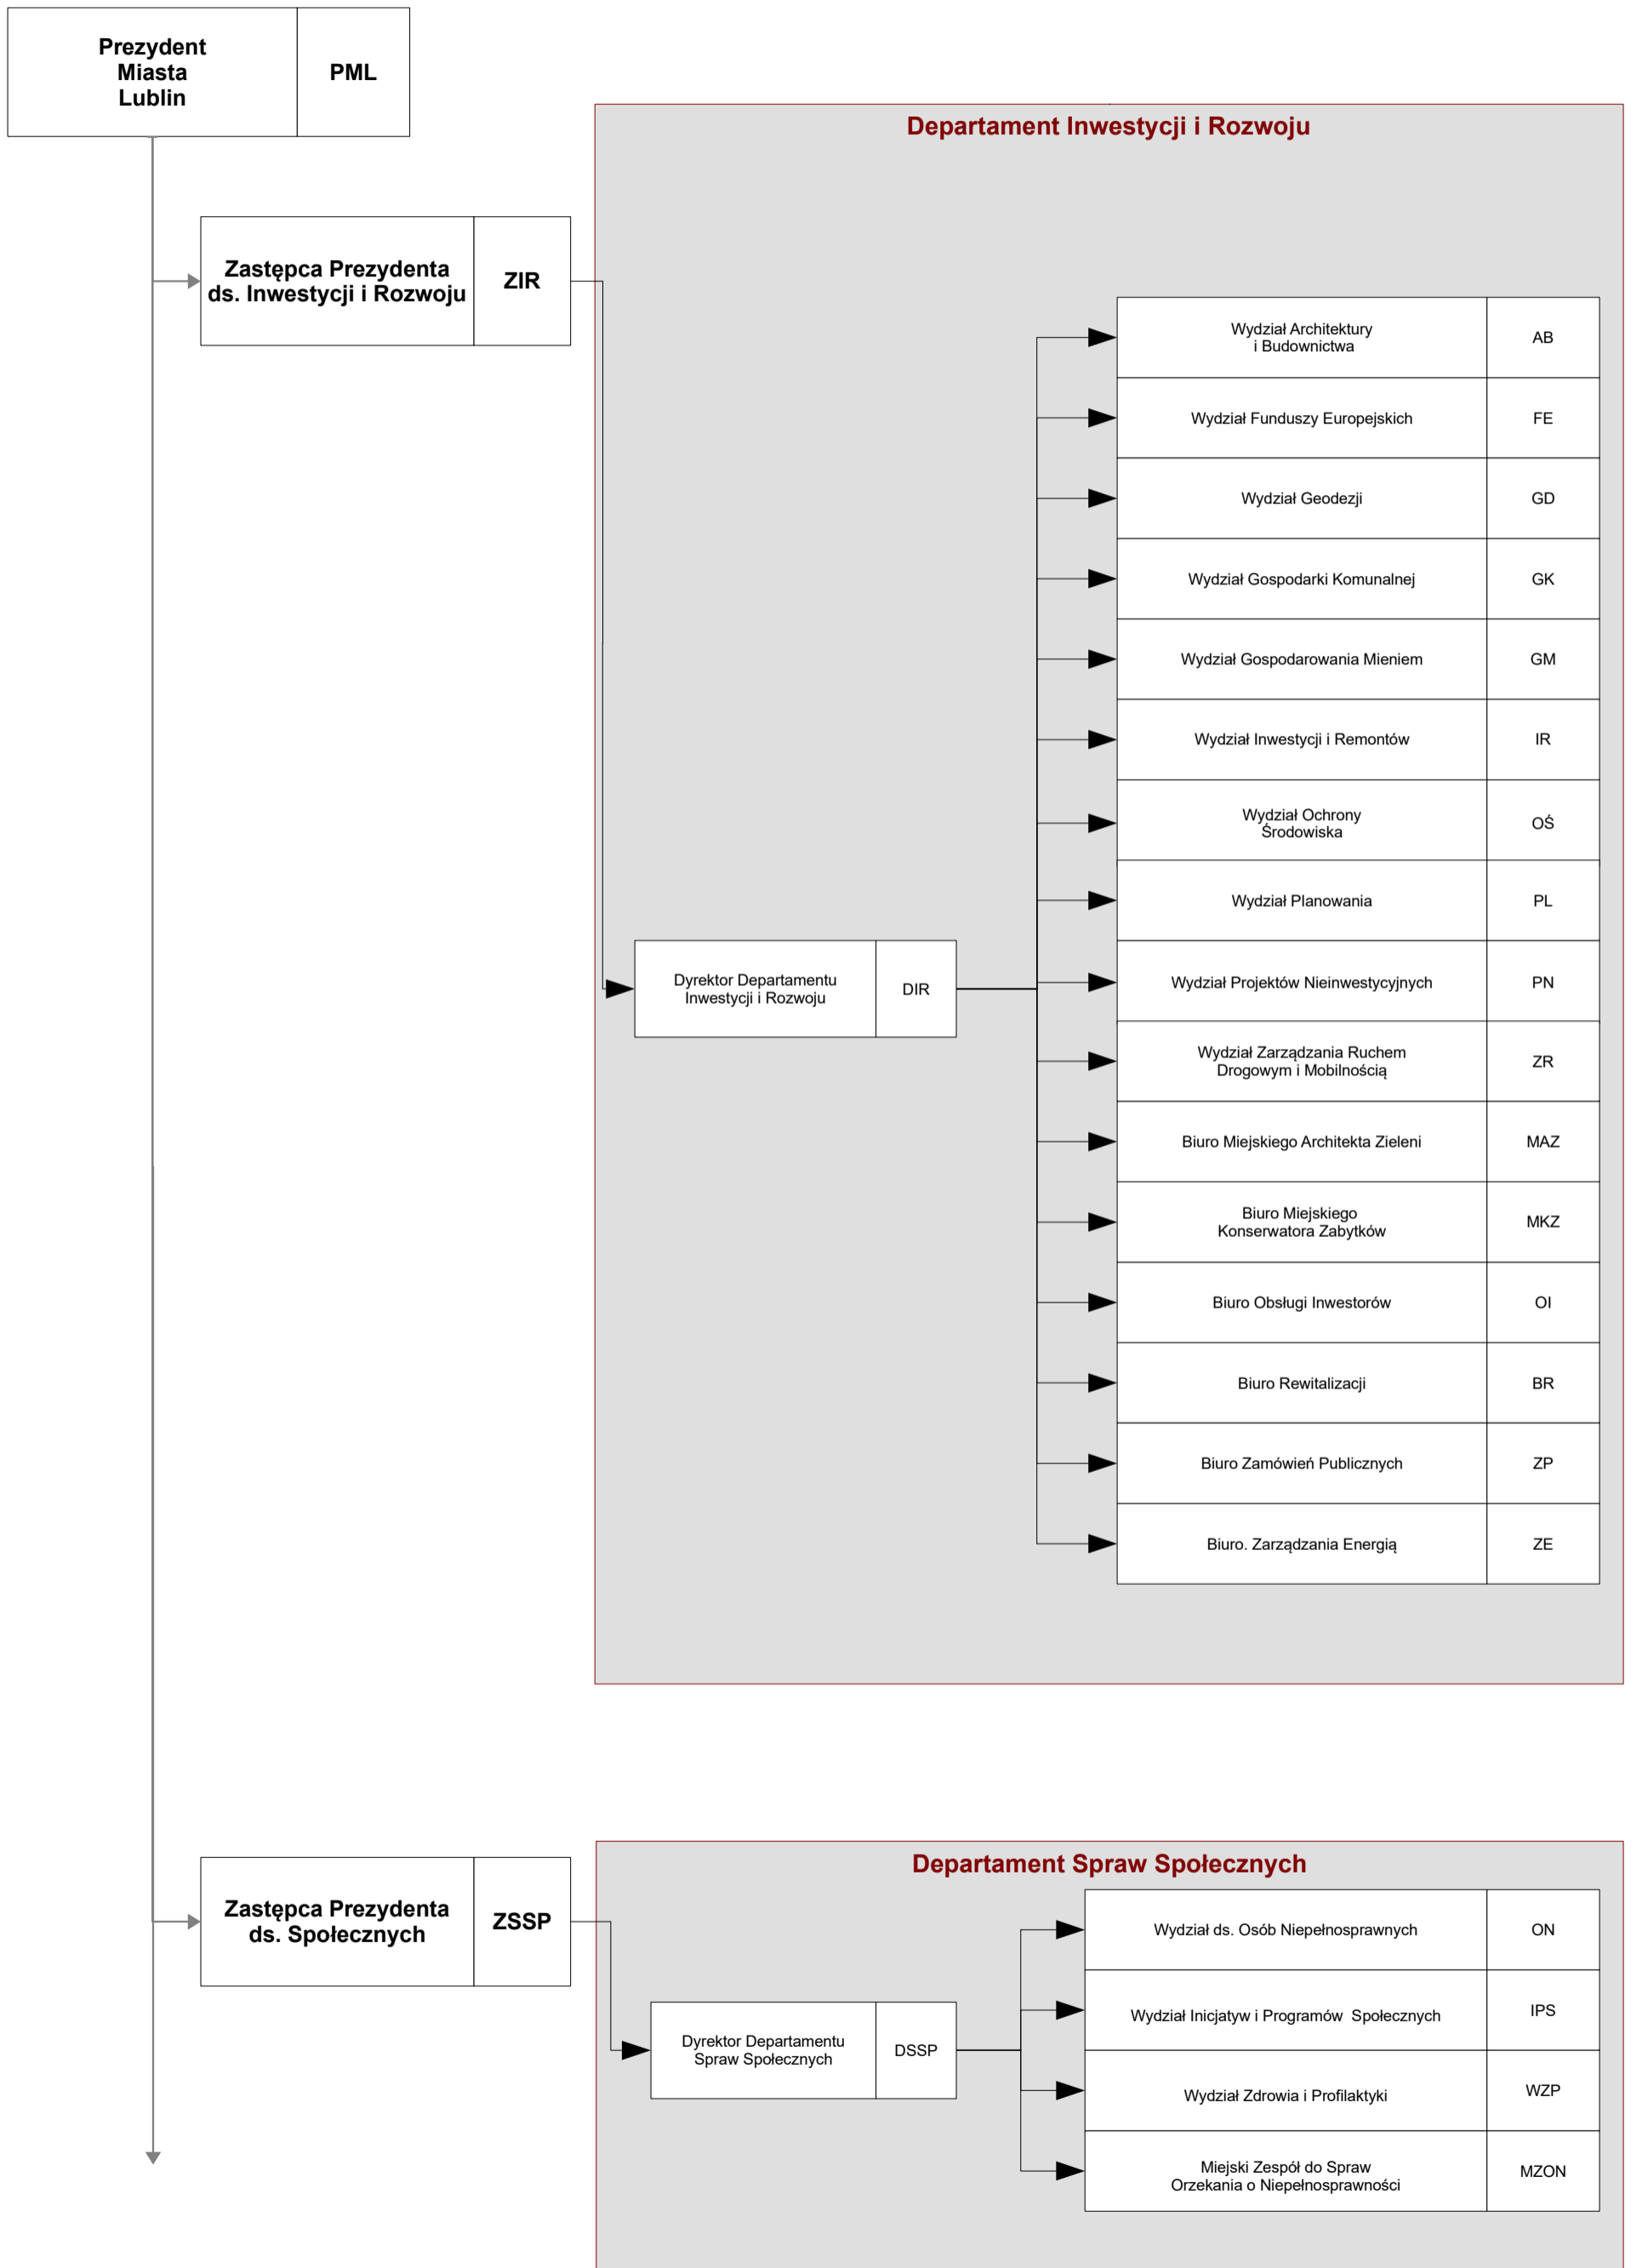 Prezydent
Miasta
Lublin
PML
Departament Inwestycji i Rozwoju
Zastępca Prezydenta
ds. Inwestycji i Rozwoju
ZIR
Wydział Architektury
i Budownictwa
AB
Wydział Funduszy Europejskich
FE
Wydział Geodezji
GD
Wydział Gospodarki Komunalnej
GK
Wydział Gospodarowania Mieniem
GM
Wydział Inwestycji i Remontów
IR
Wydział Ochrony
Środowiska
OŚ
Wydział Planowania
PL
Dyrektor Departamentu
Inwestycji i Rozwoju
DIR
Wydział Projektów Nieinwestycyjnych
PN
Wydział Zarządzania Ruchem
Drogowym i Mobilnością
ZR
Biuro Miejskiego Architekta Zieleni
MAZ
Biuro Miejskiego
Konserwatora Zabytków
MKZ
Biuro Obsługi Inwestorów
OI
Biuro Rewitalizacji
BR
Biuro Zamówień Publicznych
ZP
Biuro. Zarządzania Energią
ZE
Departament Spraw Społecznych
Zastępca Prezydenta
ds. Społecznych
ZSSP
Wydział ds. Osób Niepełnosprawnych
ON
Wydział Inicjatyw i Programów  Społecznych
IPS
Dyrektor Departamentu
Spraw Społecznych
DSSP
Wydział Zdrowia i Profilaktyki
WZP
Miejski Zespół do Spraw
Orzekania o Niepełnosprawności
MZON